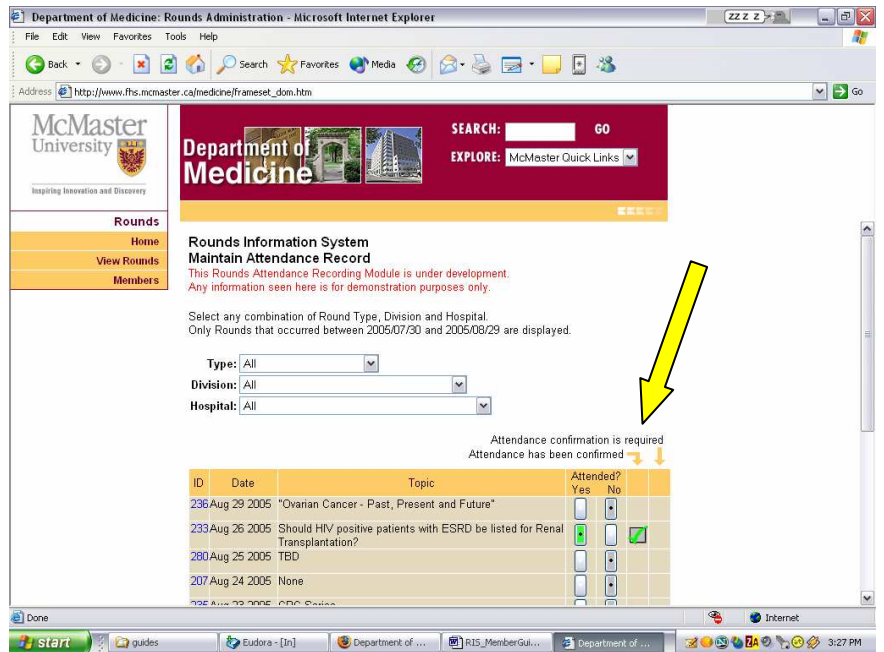 Department of Medicine: Rounds Administration - Microsoft Internet Explorer
ZZ Z Z
File Edit View Favorites Tools Help
Back Search Favorites Media
Address http://www.fhs.mcmaster.ca/medicine/frameset_dom.htm Go
McMaster
University
Inspiring Innovation and Discovery
Department of
Medicine
SEARCH: GO
EXPLORE: McMaster Quick Links
Rounds
Home
View Rounds
Members
Rounds Information System
Maintain Attendance Record
This Rounds Attendance Recording Module is under development.
Any information seen here is for demonstration purposes only.
Select any combination of Round Type, Division and Hospital.
Only Rounds that occurred between 2005/07/30 and 2005/08/29 are displayed.
Type: All
Division: All
Hospital: All
Attendance confirmation is required
Attendance has been confirmed
ID Date Topic Attended?
Yes No
236 Aug 29 2005 "Ovarian Cancer - Past, Present and Future"
233 Aug 26 2005 Should HIV positive patients with ESRD be listed for Renal
Transplantation?
280 Aug 25 2005 TBD
207 Aug 24 2005 None
Done Internet
start guides Eudora - [In] Department of ... RIS_MemberGui... Department of ... 3:27 PM